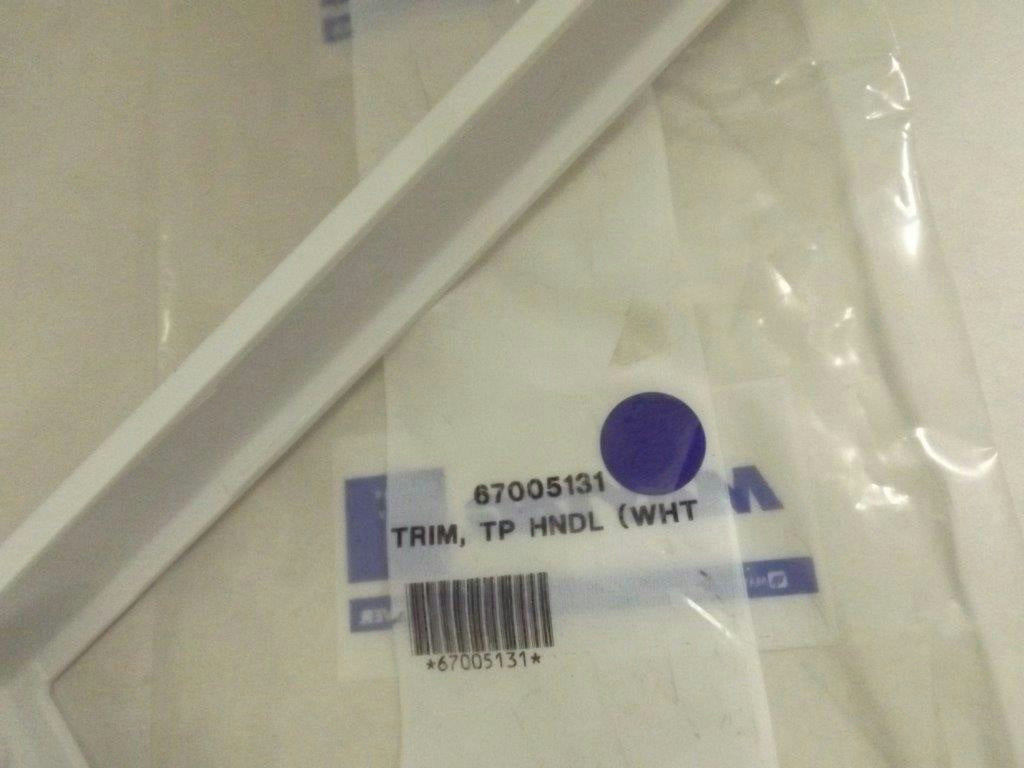 67005131
TRIM, TP HNDL (WHT
*67005131*